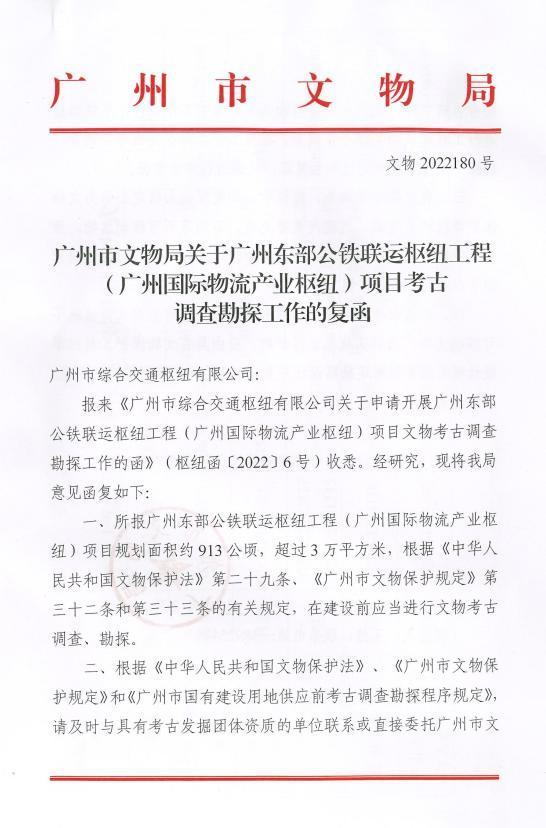 广州市文物局
文物 2022180 号
广州市文物局关于广州东部公铁联运枢纽工程
（广州国际物流产业枢纽）项目考古
调查勘探工作的复函
广州市综合交通枢纽有限公司：
报来《广州市综合交通枢纽有限公司关于申请开展广州东部
公铁联运枢纽工程（广州国际物流产业枢纽）项目文物考古调查
勘探工作的函》（枢纽函〔2022〕6 号）收悉。经研究，现将我局
意见函复如下：
一、所报广州东部公铁联运枢纽工程（广州国际物流产业枢
纽）项目规划面积约 913 公顷，超过 3 万平方米，根据《中华人
民共和国文物保护法》第二十九条、《广州市文物保护规定》第
三十二条和第三十三条的有关规定，在建设前应当进行文物考古
调查、勘探。
二、根据《中华人民共和国文物保护法》、《广州市文物保
护规定》和《广州市国有建设用地供应前考古调查勘探程序规定》，
请及时与具有考古发掘团体资质的单位联系或直接委托广州市文